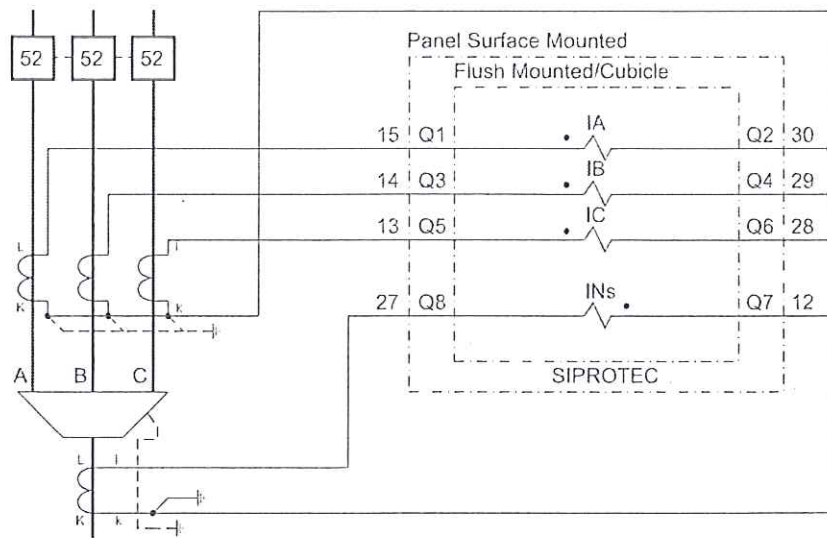 52 52 52
Panel Surface Mounted
Flush Mounted/Cubicle
15 Q1 IA Q2 30
14 Q3 IB Q4 29
13 Q5 IC Q6 28
L l
K k
27 Q8 INs Q7 12
A B C
SIPROTEC
L l
K k